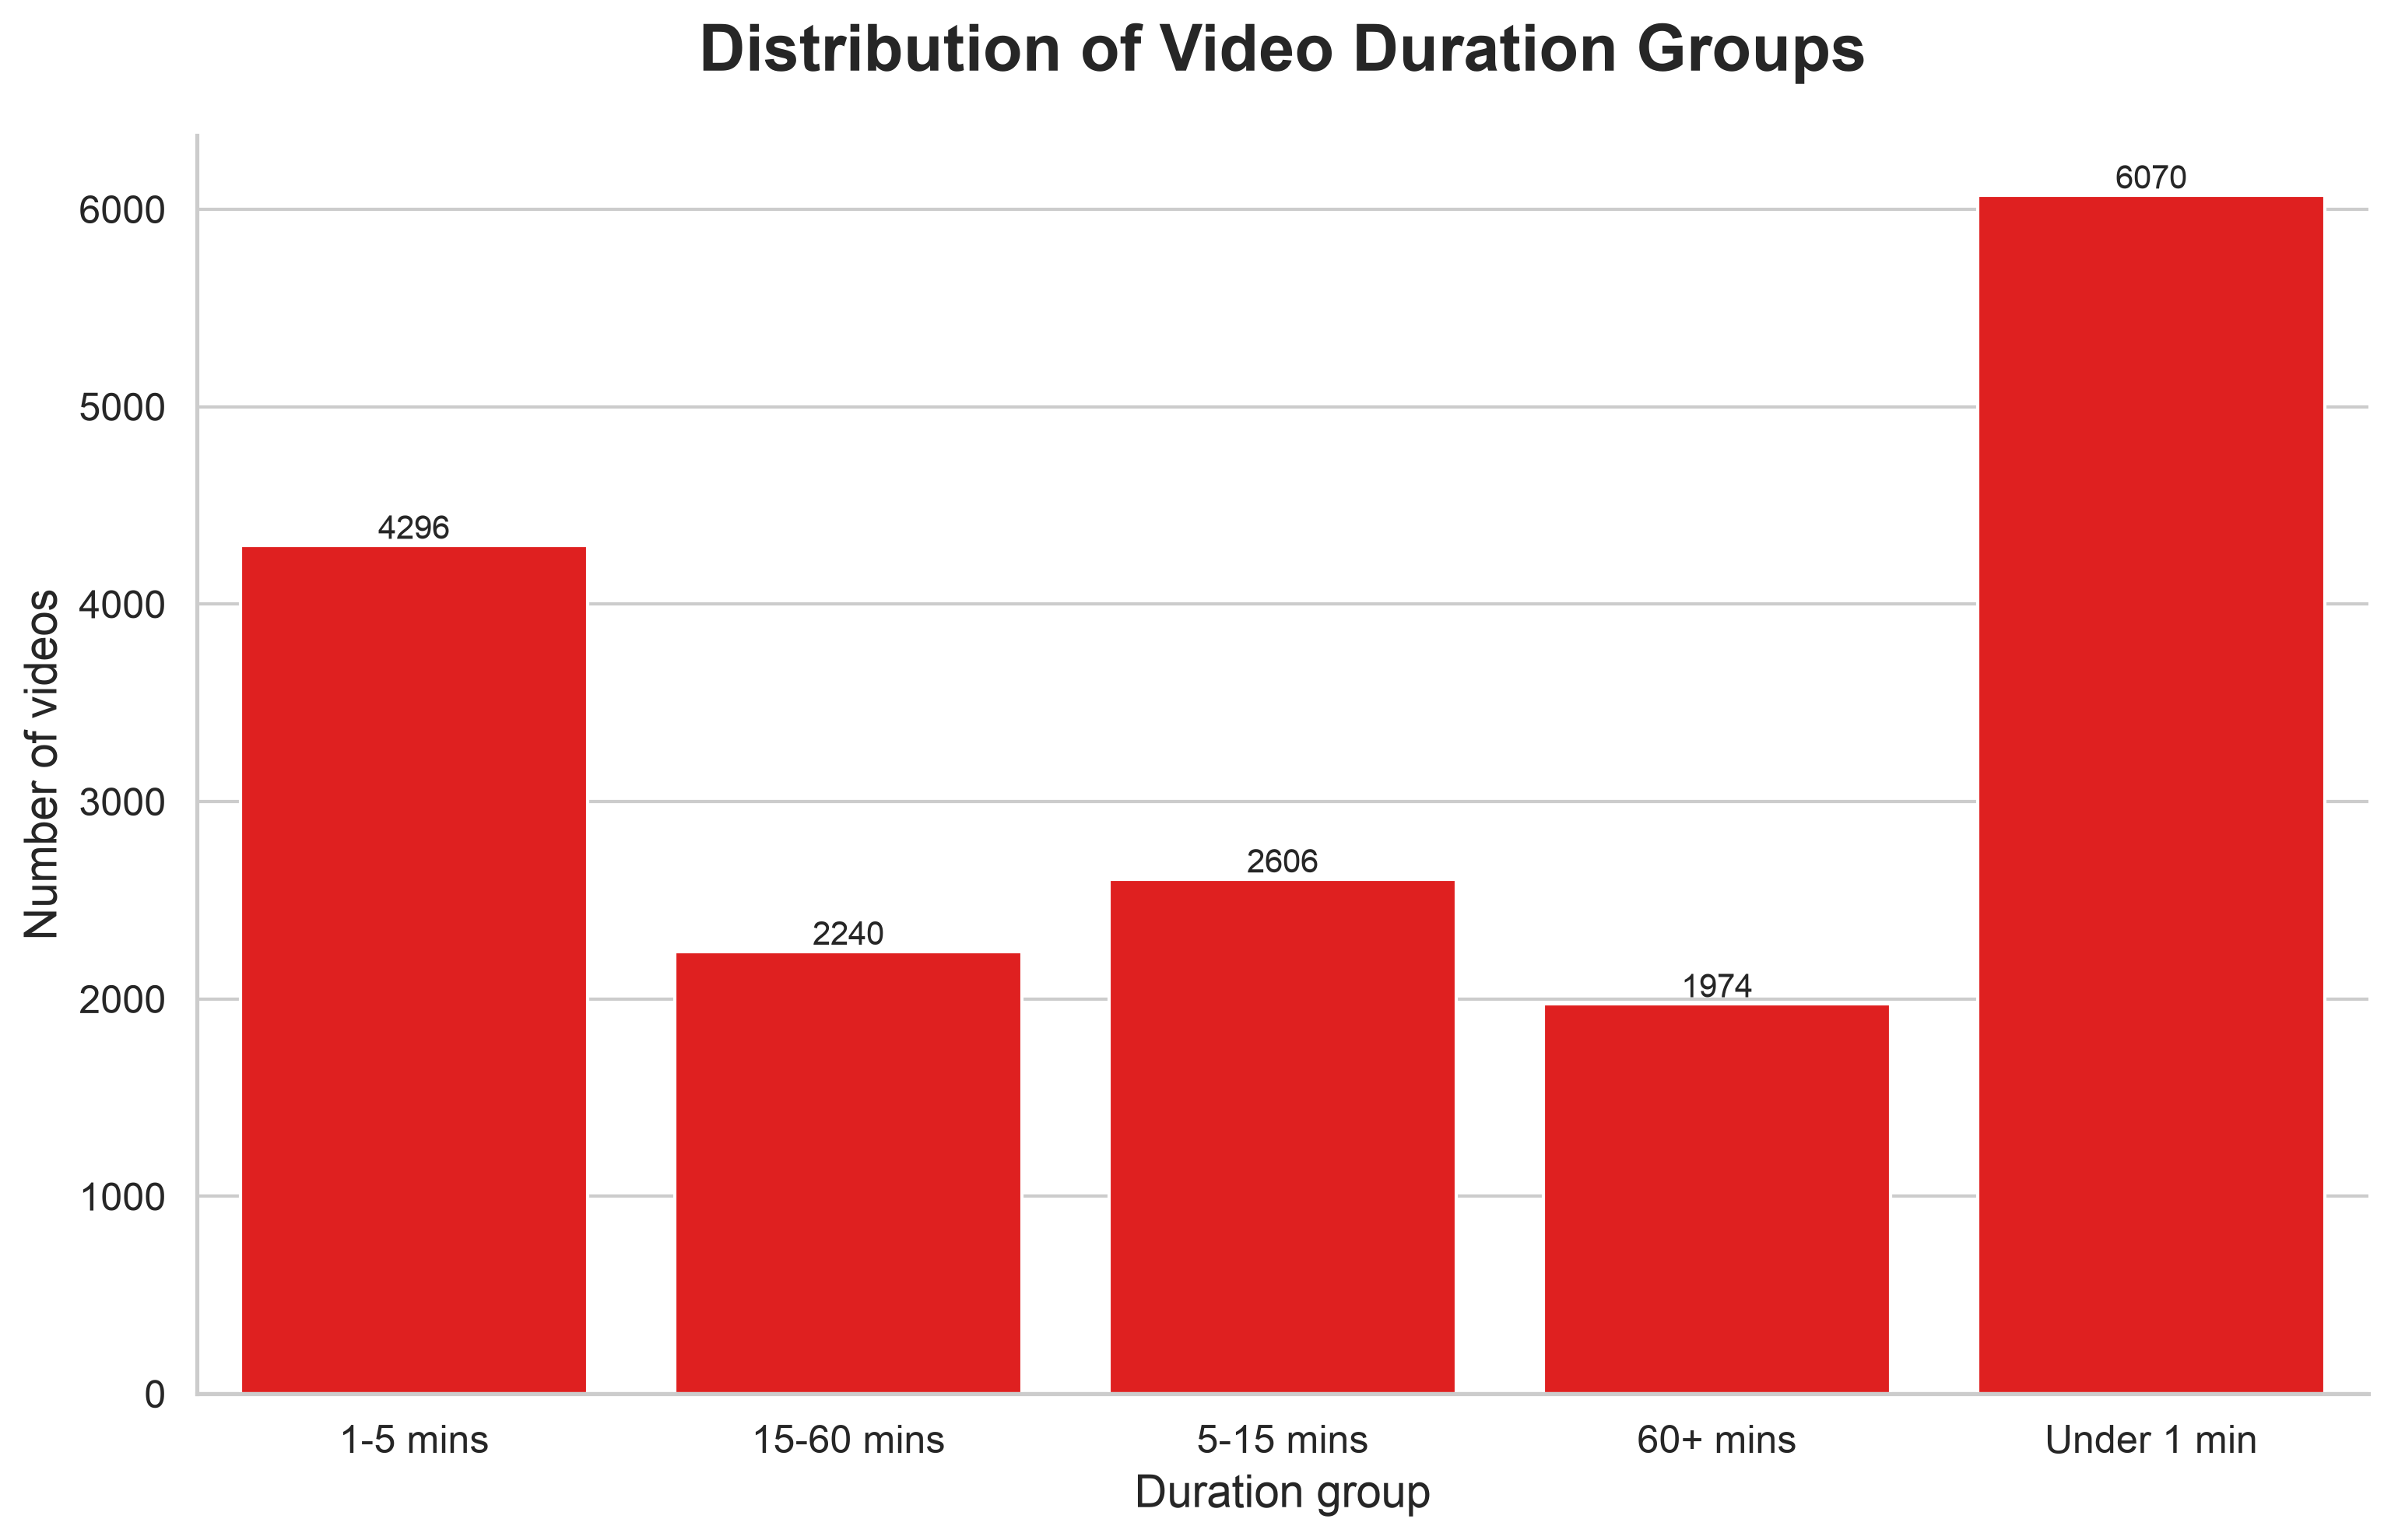 Distribution of Video Duration Groups
Number of videos
6000
5000
4000
3000
2000
1000
0
4296
2240
2606
1974
6070
1-5 mins
15-60 mins
5-15 mins
60+ mins
Under 1 min
Duration group